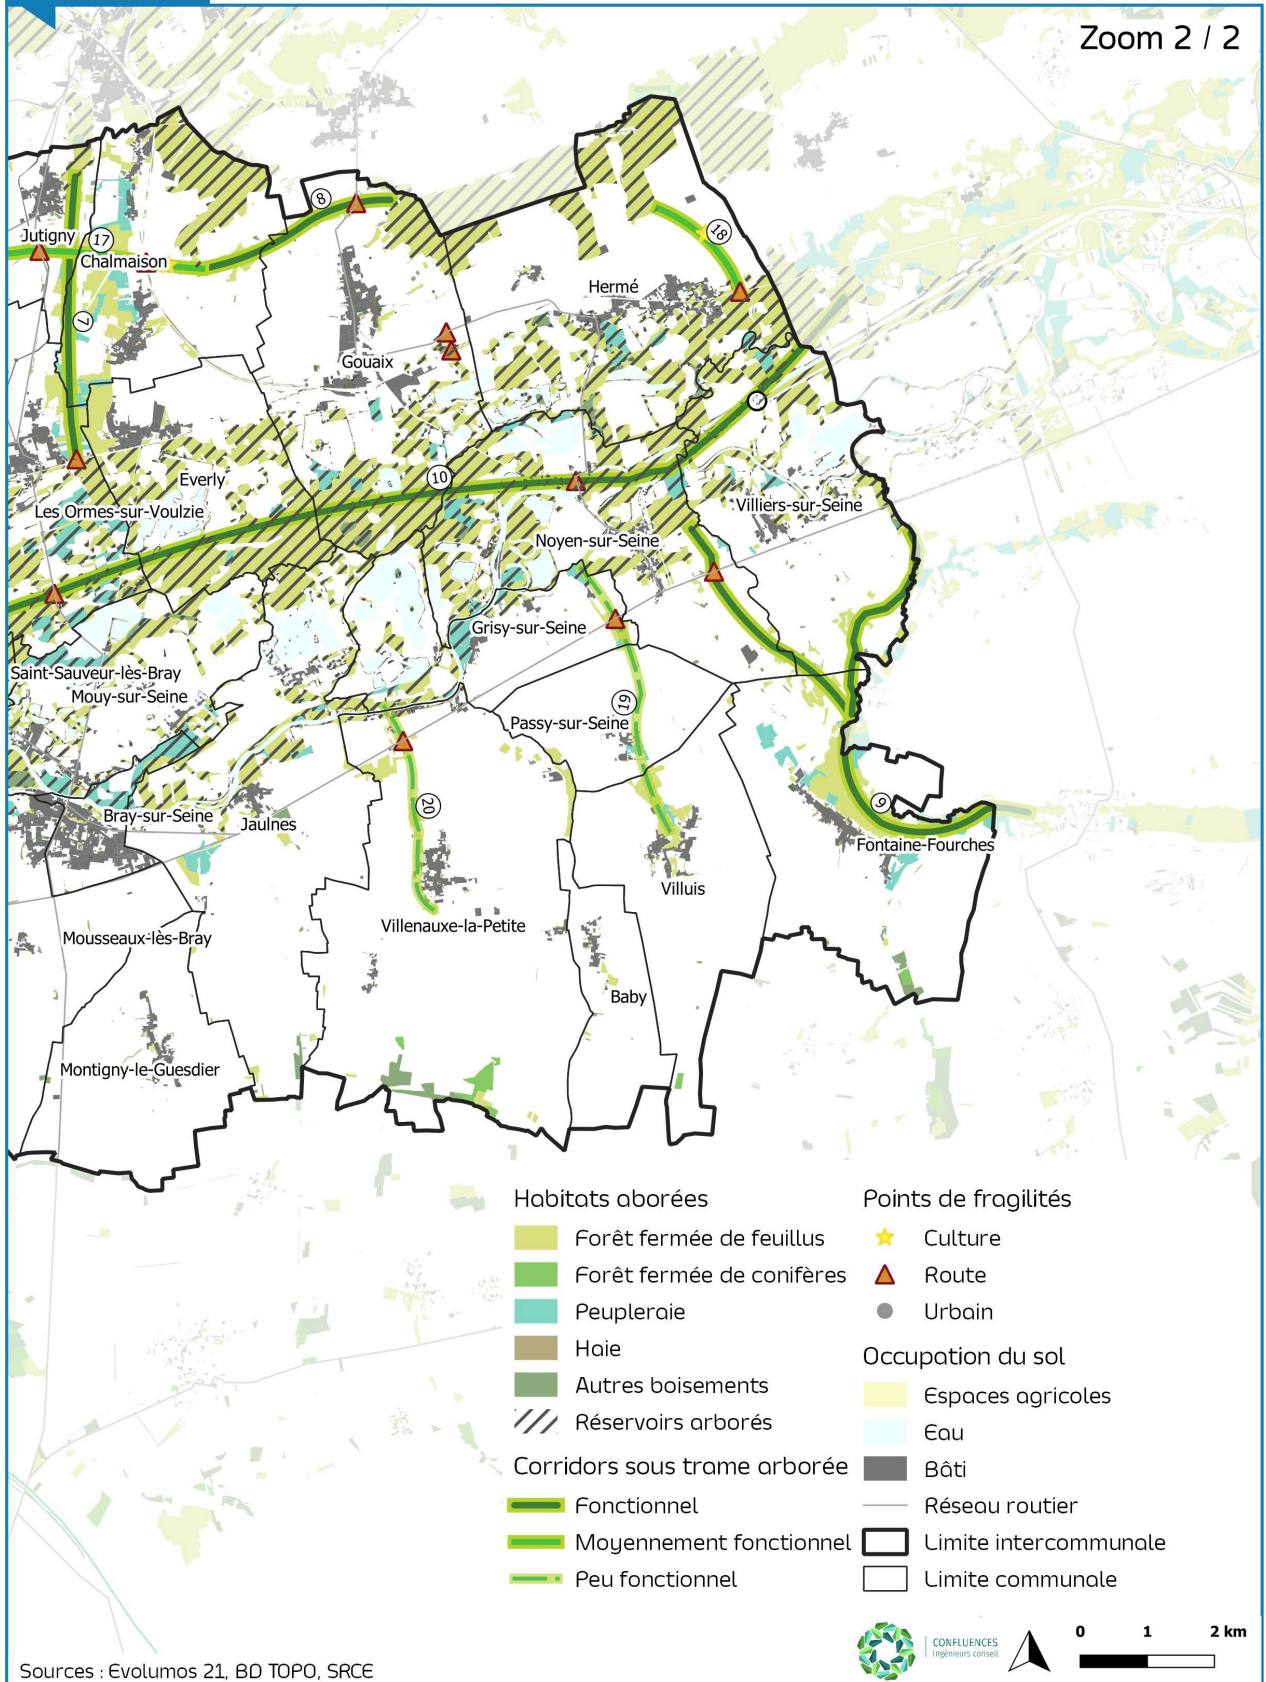 Zoom 2 / 2
8
18
Jutigny
17
Chalmaison
Hermé
7
Gouaix
10
Everly
Les Ormes-sur-Voulzie
Villiers-sur-Seine
Noyen-sur-Seine
Grisy-sur-Seine
Saint-Sauveur-lès-Bray
Mouy-sur-Seine
19
Passy-sur-Seine
20
9
Bray-sur-Seine
Jaulnes
Fontaine-Fourches
Villuis
Villenauxe-la-Petite
Mousseaux-lès-Bray
Baby
Montigny-le-Guesdier
Habitats aborées
Forêt fermée de feuillus
Forêt fermée de conifères
Peupleraie
Haie
Autres boisements
Réservoirs arborés
Corridors sous trame arborée
Fonctionnel
Moyennement fonctionnel
Peu fonctionnel
Points de fragilités
Culture
Route
Urbain
Occupation du sol
Espaces agricoles
Eau
Bâti
Réseau routier
Limite intercommunale
Limite communale
CONFLUENCES
Ingénieurs conseil
0 1 2 km
Sources : Evolumos 21, BD TOPO, SRCE